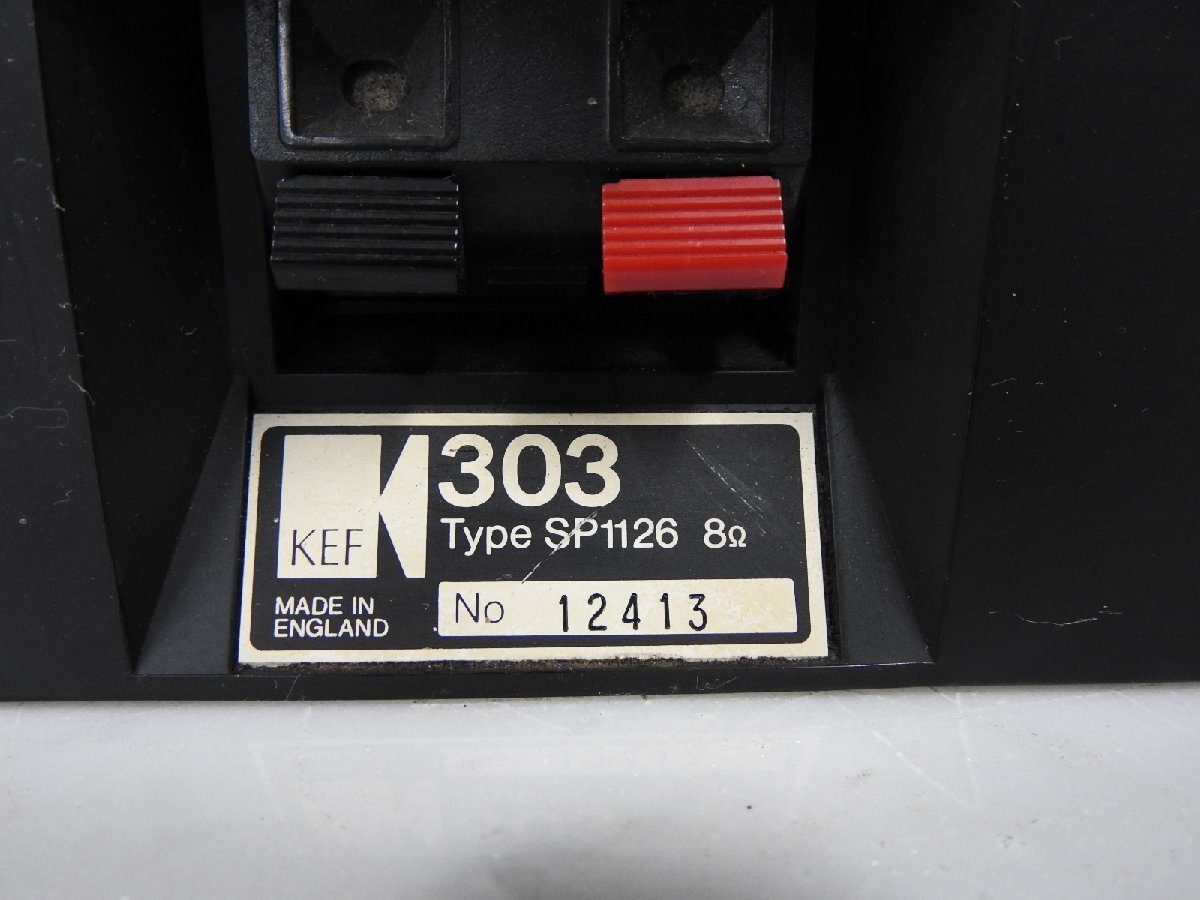 303
Type SP1126 8Ω
KEF
MADE IN
ENGLAND
No 12413